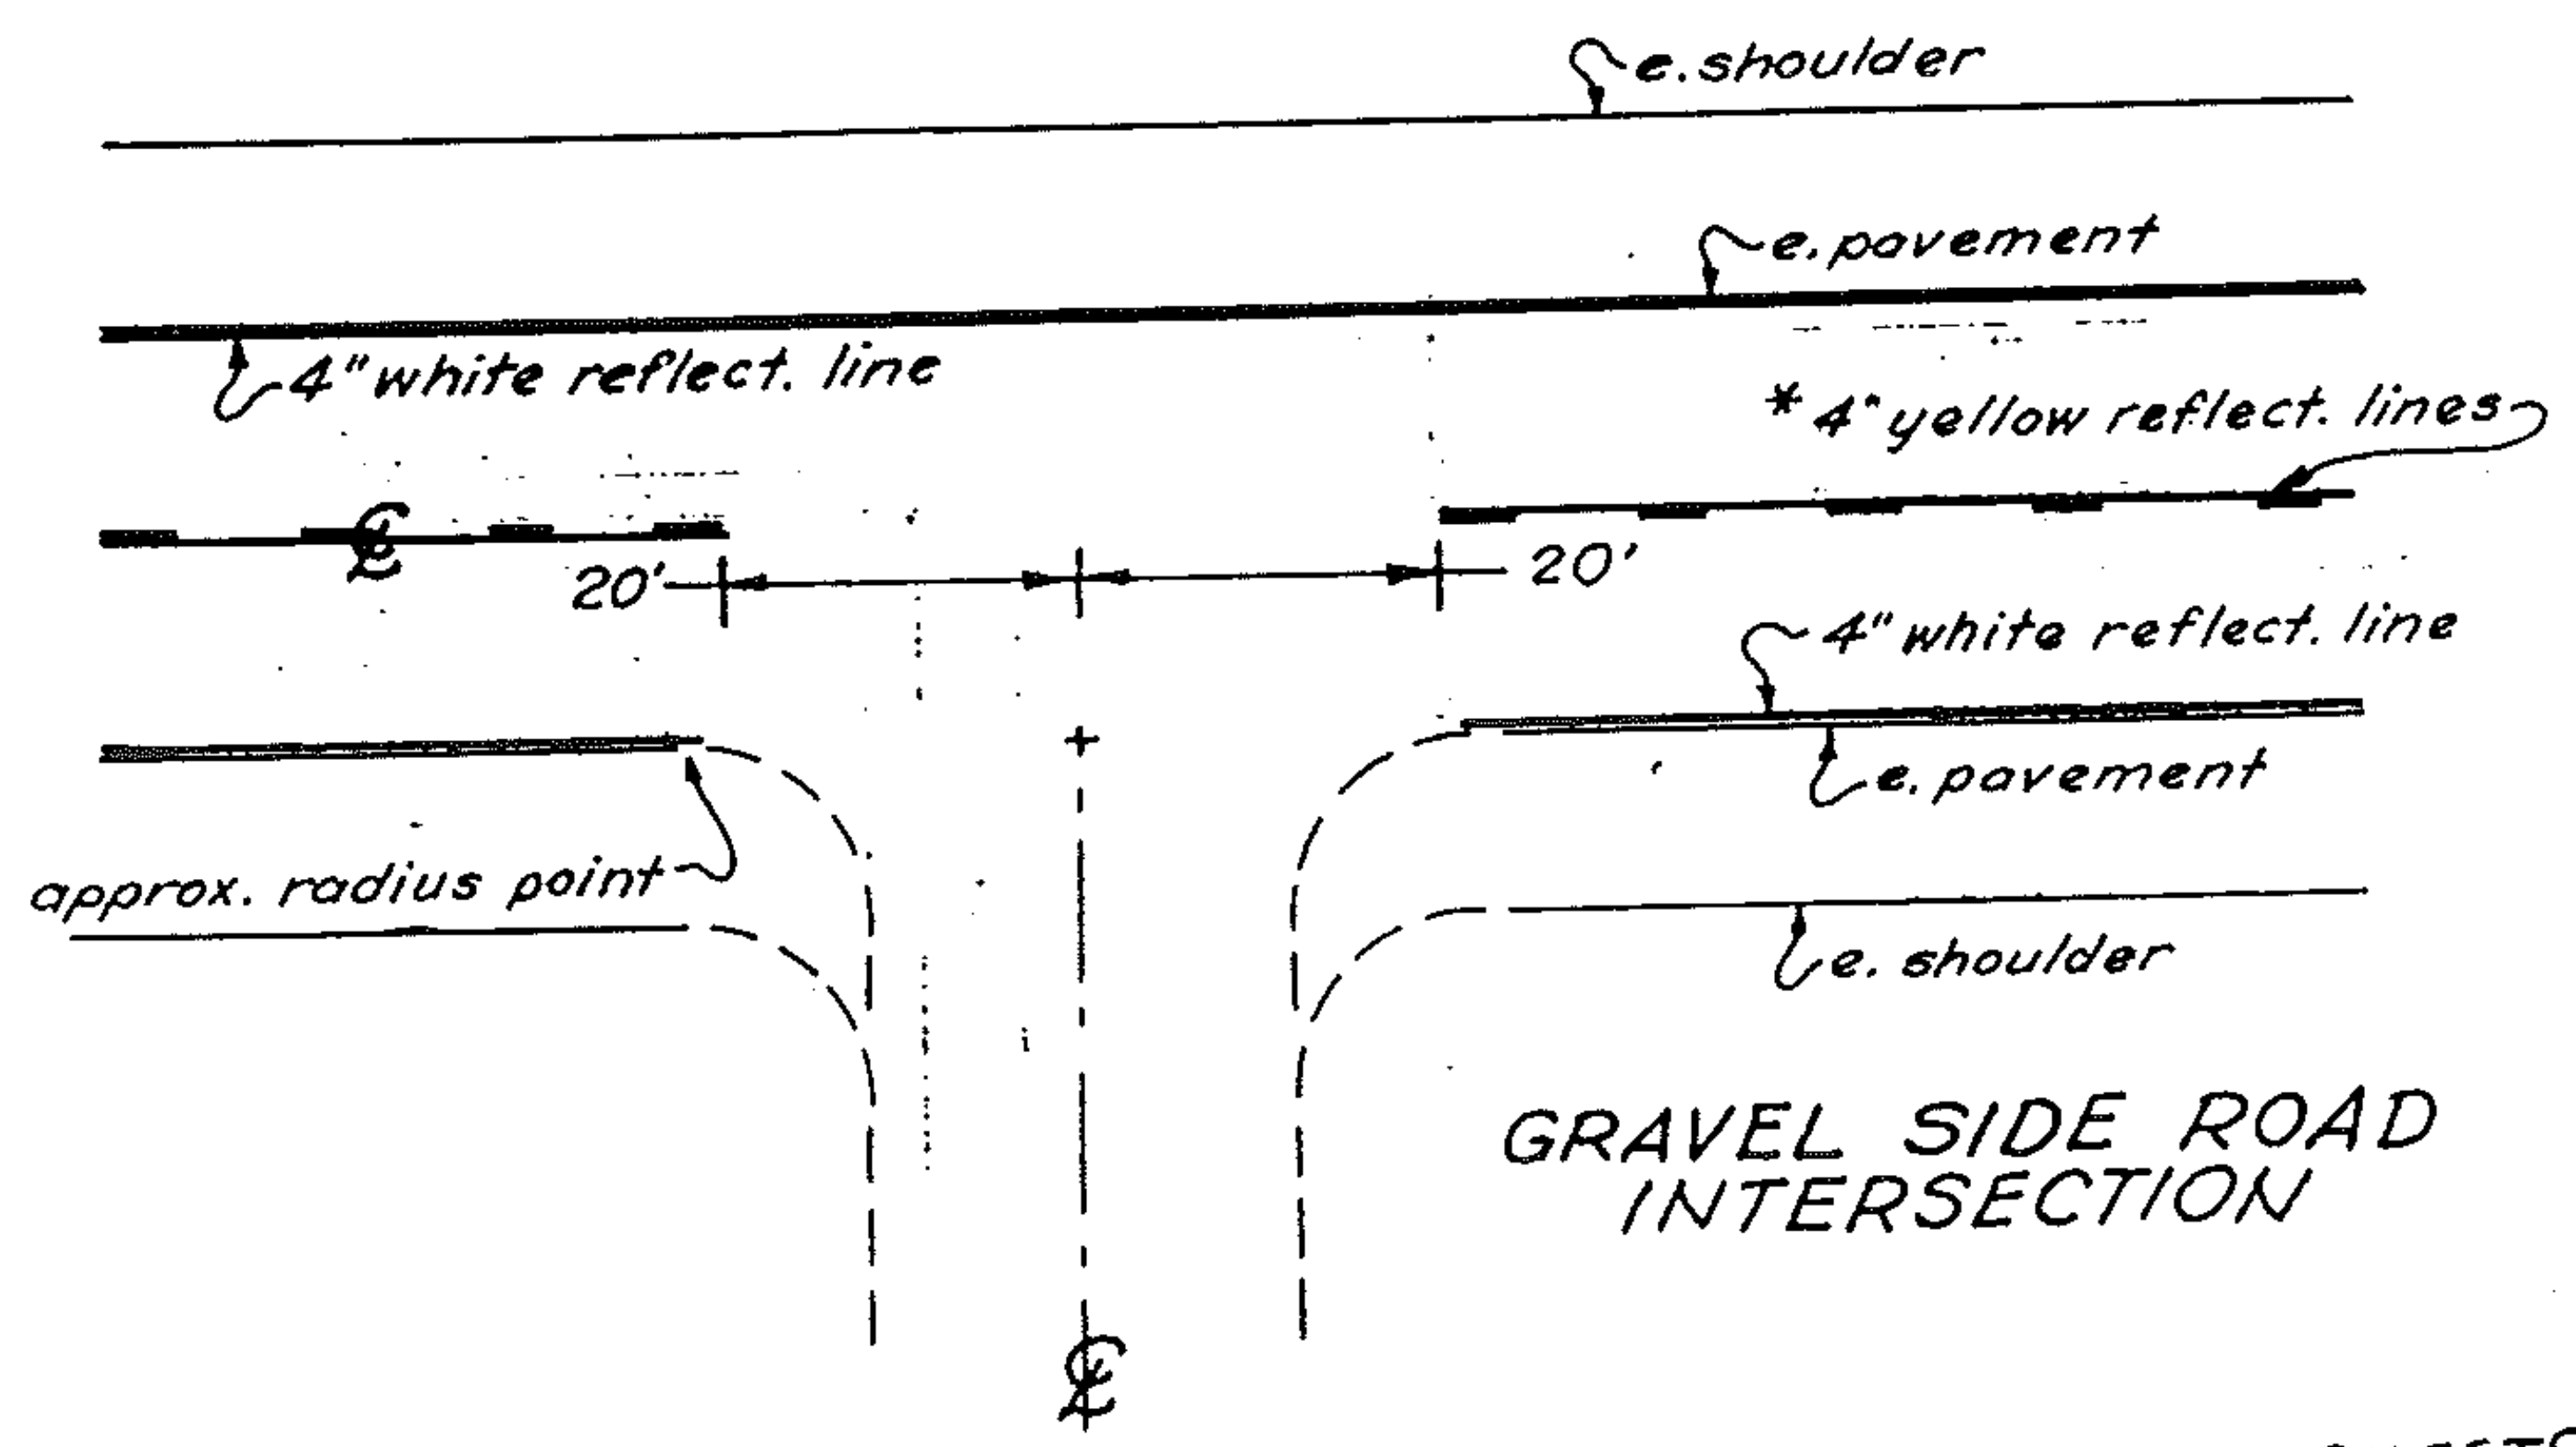 e. shoulder
e. pavement
4" white reflect. line
* 4" yellow reflect. lines
℄
20'
20'
4" white reflect. line
e. pavement
approx. radius point
e. shoulder
GRAVEL SIDE ROAD
INTERSECTION
℄